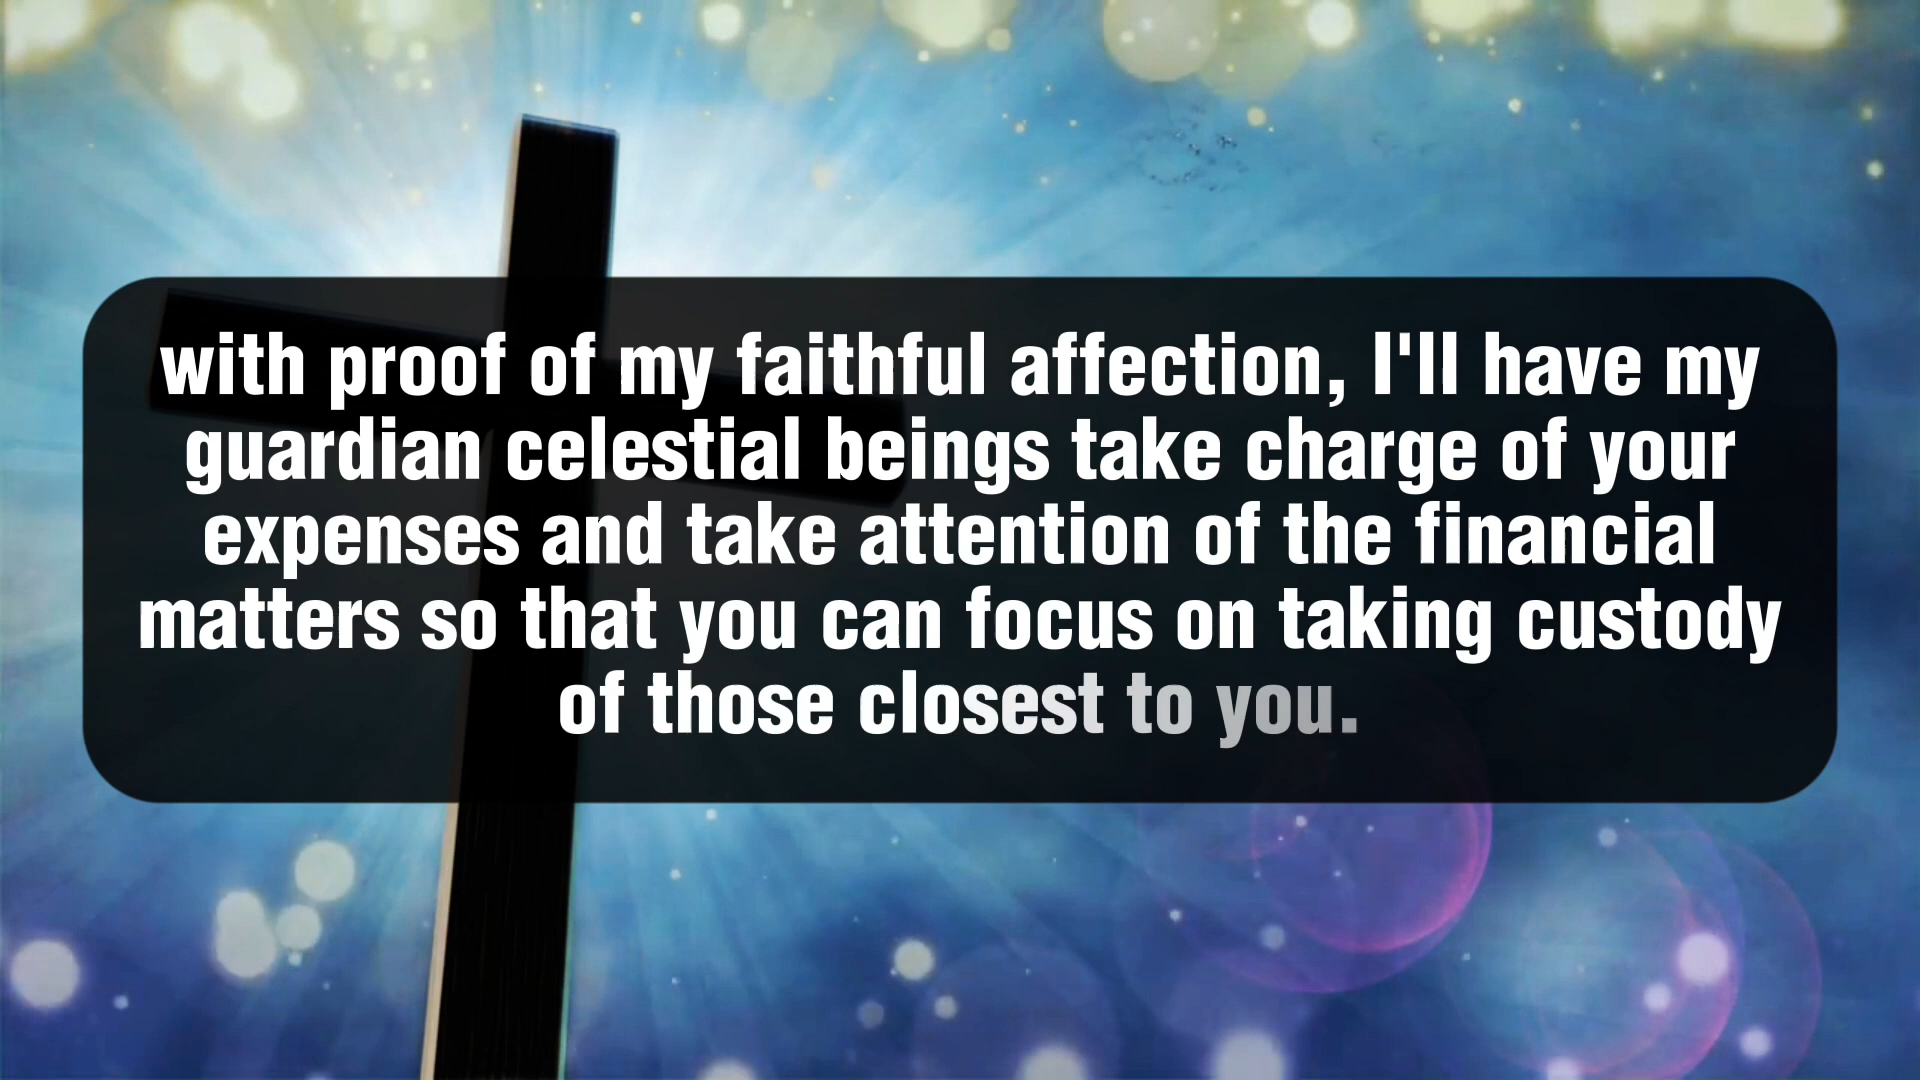 with proof of my faithful affection, I'll have my
guardian celestial beings take charge of your
expenses and take attention of the financial
matters so that you can focus on taking custody
of those closest to you.